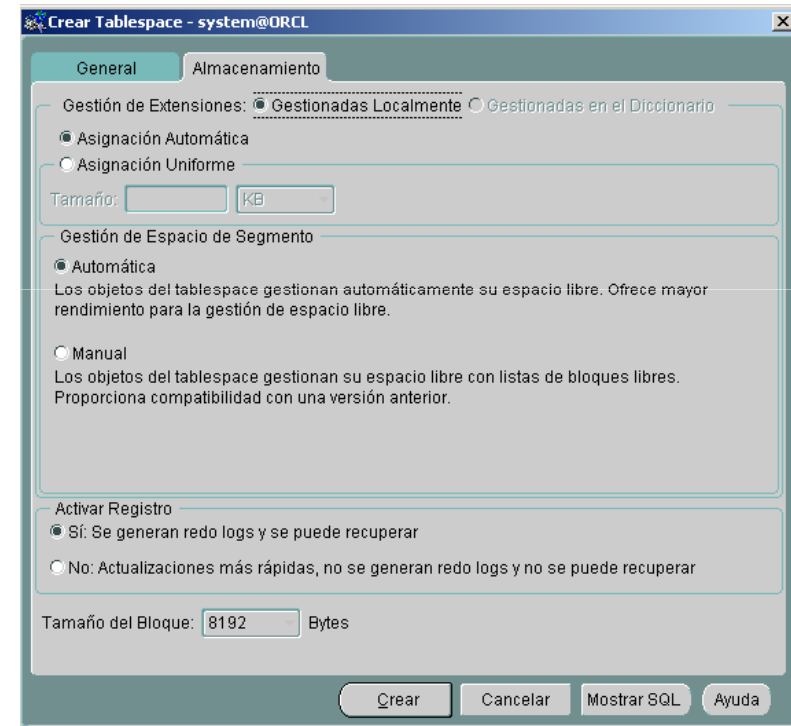 Crear Tablespace - system@ORCL
General
Almacenamiento
Gestión de Extensiones: Gestionadas Localmente Gestionadas en el Diccionario
Asignación Automática
Asignación Uniforme
Tamaño: KB
Gestión de Espacio de Segmento
Automática
Los objetos del tablespace gestionan automáticamente su espacio libre. Ofrece mayor
rendimiento para la gestión de espacio libre.
Manual
Los objetos del tablespace gestionan su espacio libre con listas de bloques libres.
Proporciona compatibilidad con una versión anterior.
Activar Registro
Sí: Se generan redo logs y se puede recuperar
No: Actualizaciones más rápidas, no se generan redo logs y no se puede recuperar
Tamaño del Bloque: 8192 Bytes
Crear Cancelar Mostrar SQL Ayuda